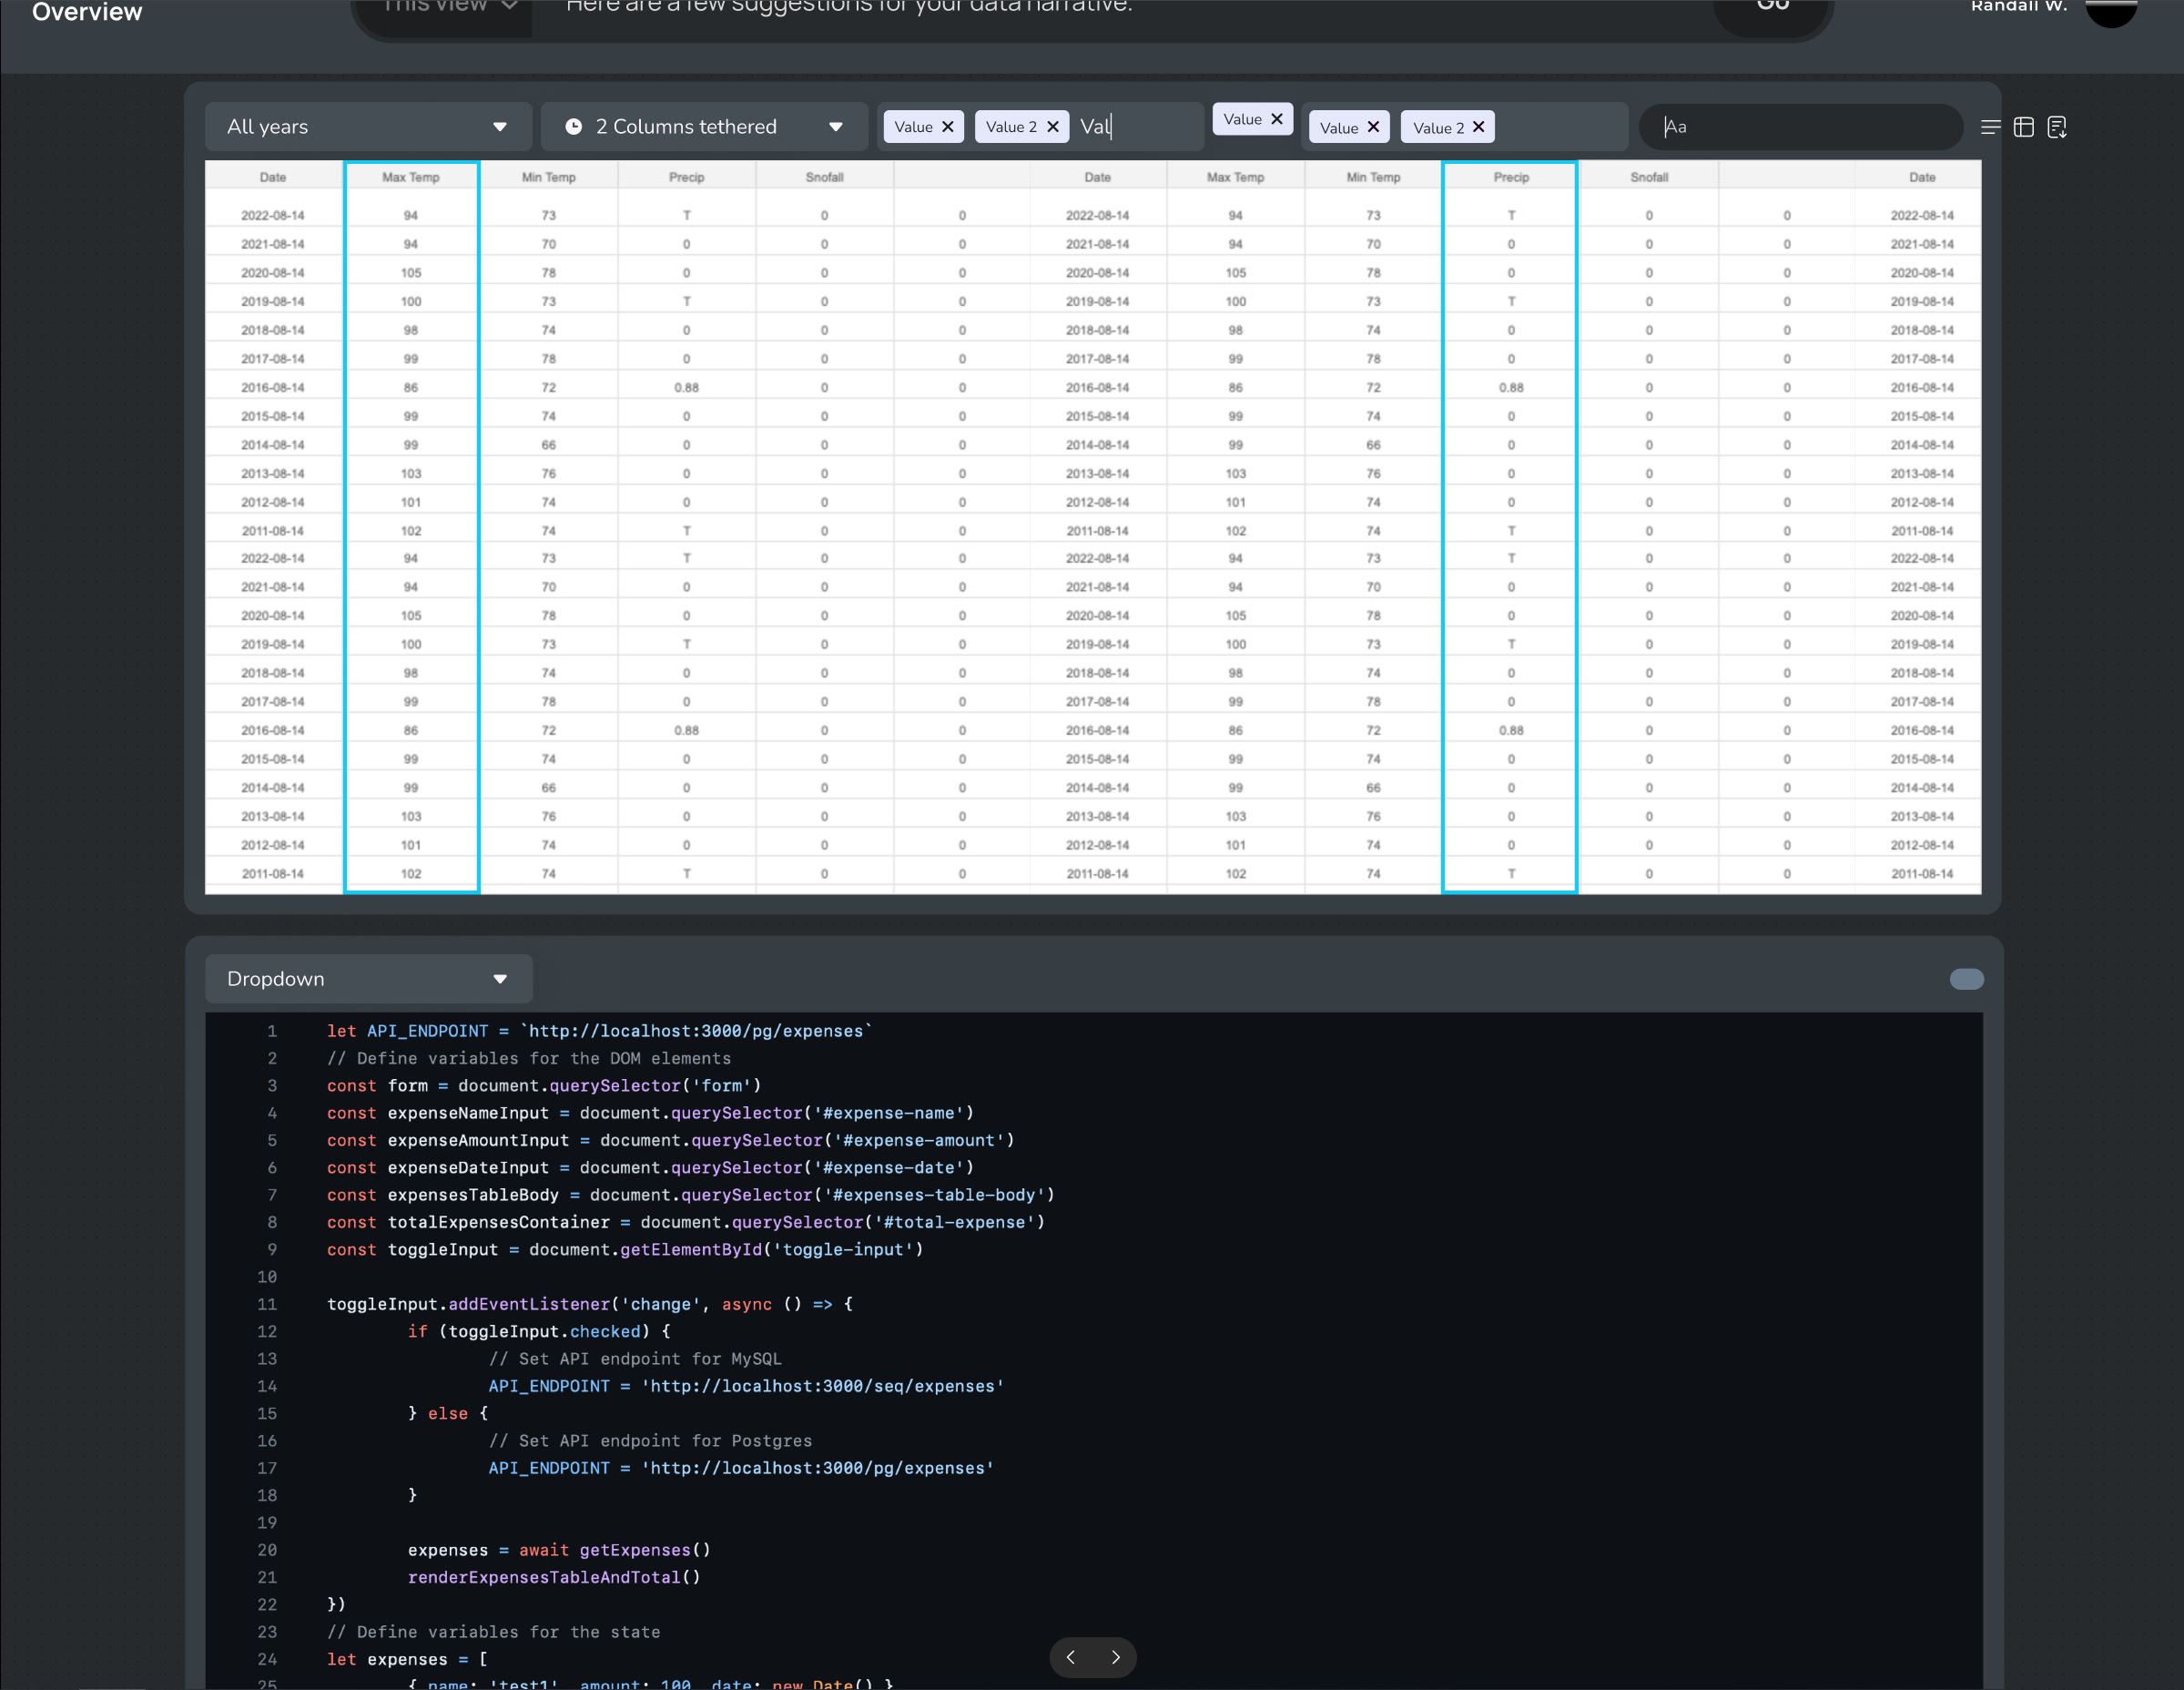 Overview
This view
Here are a few suggestions for your data narrative.
Go
Randall W.
All years
2 Columns tethered
Value
Value 2
Val
Value
Value
Value 2
Aa
Date Max Temp Min Temp Precip Snofall Date Max Temp Min Temp Precip Snofall Date
2022-08-14 94 73 T 0 0 2022-08-14 94 73 T 0 0 2022-08-14
2021-08-14 94 70 0 0 0 2021-08-14 94 70 0 0 0 2021-08-14
2020-08-14 105 78 0 0 0 2020-08-14 105 78 0 0 0 2020-08-14
2019-08-14 100 73 T 0 0 2019-08-14 100 73 T 0 0 2019-08-14
2018-08-14 98 74 0 0 0 2018-08-14 98 74 0 0 0 2018-08-14
2017-08-14 99 78 0 0 0 2017-08-14 99 78 0 0 0 2017-08-14
2016-08-14 86 72 0.88 0 0 2016-08-14 86 72 0.88 0 0 2016-08-14
2015-08-14 99 74 0 0 0 2015-08-14 99 74 0 0 0 2015-08-14
2014-08-14 99 66 0 0 0 2014-08-14 99 66 0 0 0 2014-08-14
2013-08-14 103 76 0 0 0 2013-08-14 103 76 0 0 0 2013-08-14
2012-08-14 101 74 0 0 0 2012-08-14 101 74 0 0 0 2012-08-14
2011-08-14 102 74 T 0 0 2011-08-14 102 74 T 0 0 2011-08-14
2022-08-14 94 73 T 0 0 2022-08-14 94 73 T 0 0 2022-08-14
2021-08-14 94 70 0 0 0 2021-08-14 94 70 0 0 0 2021-08-14
2020-08-14 105 78 0 0 0 2020-08-14 105 78 0 0 0 2020-08-14
2019-08-14 100 73 T 0 0 2019-08-14 100 73 T 0 0 2019-08-14
2018-08-14 98 74 0 0 0 2018-08-14 98 74 0 0 0 2018-08-14
2017-08-14 99 78 0 0 0 2017-08-14 99 78 0 0 0 2017-08-14
2016-08-14 86 72 0.88 0 0 2016-08-14 86 72 0.88 0 0 2016-08-14
2015-08-14 99 74 0 0 0 2015-08-14 99 74 0 0 0 2015-08-14
2014-08-14 99 66 0 0 0 2014-08-14 99 66 0 0 0 2014-08-14
2013-08-14 103 76 0 0 0 2013-08-14 103 76 0 0 0 2013-08-14
2012-08-14 101 74 0 0 0 2012-08-14 101 74 0 0 0 2012-08-14
2011-08-14 102 74 T 0 0 2011-08-14 102 74 T 0 0 2011-08-14
Dropdown
1 let API_ENDPOINT = `http://localhost:3000/pg/expenses`
2 // Define variables for the DOM elements
3 const form = document.querySelector('form')
4 const expenseNameInput = document.querySelector('#expense-name')
5 const expenseAmountInput = document.querySelector('#expense-amount')
6 const expenseDateInput = document.querySelector('#expense-date')
7 const expensesTableBody = document.querySelector('#expenses-table-body')
8 const totalExpensesContainer = document.querySelector('#total-expense')
9 const toggleInput = document.getElementById('toggle-input')
10
11 toggleInput.addEventListener('change', async () => {
12 if (toggleInput.checked) {
13 // Set API endpoint for MySQL
14 API_ENDPOINT = 'http://localhost:3000/seq/expenses'
15 } else {
16 // Set API endpoint for Postgres
17 API_ENDPOINT = 'http://localhost:3000/pg/expenses'
18 }
19
20 expenses = await getExpenses()
21 renderExpensesTableAndTotal()
22 })
23 // Define variables for the state
24 let expenses = [
25 { name: 'test1', amount: 100, date: new Date() }